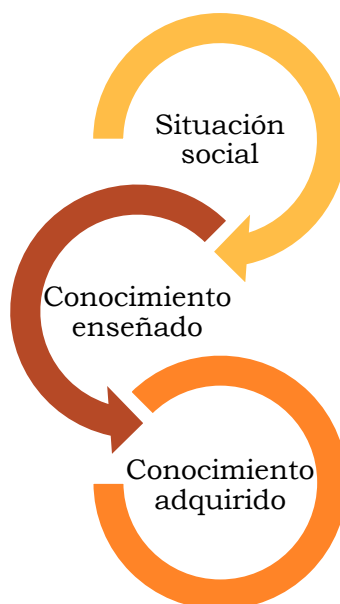 Situación
social
Conocimiento
enseñado
Conocimiento
adquirido